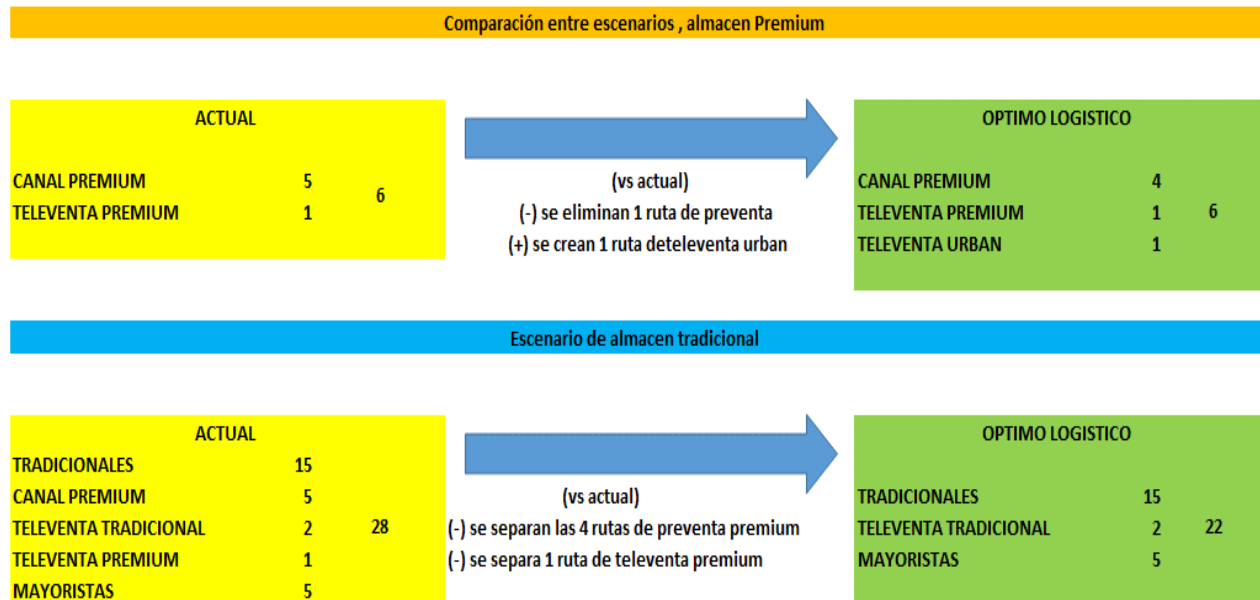 Comparación entre escenarios , almacen Premium
ACTUAL
CANAL PREMIUM 5
TELEVENTA PREMIUM 1
6
(vs actual)
(-) se eliminan 1 ruta de preventa
(+) se crean 1 ruta deteleventa urban
OPTIMO LOGISTICO
CANAL PREMIUM 4
TELEVENTA PREMIUM 1 6
TELEVENTA URBAN 1
Escenario de almacen tradicional
ACTUAL
TRADICIONALES 15
CANAL PREMIUM 5
TELEVENTA TRADICIONAL 2 28
TELEVENTA PREMIUM 1
MAYORISTAS 5
(vs actual)
(-) se separan las 4 rutas de preventa premium
(-) se separa 1 ruta de televenta premium
OPTIMO LOGISTICO
TRADICIONALES 15
TELEVENTA TRADICIONAL 2 22
MAYORISTAS 5